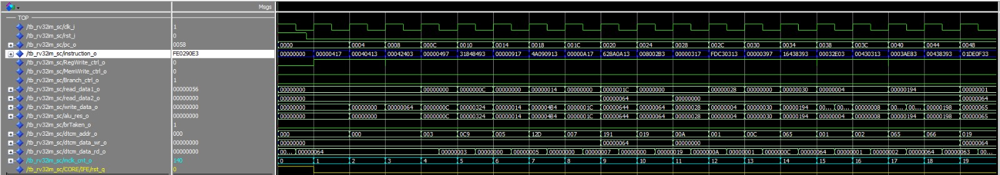 Msgs
TOP
/tb_rv32im_sc/clk_i 1
/tb_rv32im_sc/rst_i 0
/tb_rv32im_sc/pc_o 0058 0000 0004 0008 000C 0010 0014 0018 001C 0020 0024 0028 002C 0030 0034 0038 003C 0040 0044 0048
/tb_rv32im_sc/instruction_o FE0290E3 00000000 00000417 00040413 00042403 00000497 31848493 00000917 4A090913 00000A17 628A0A13 008002B3 00000317 FDC30313 00000397 16438393 00032E03 00430313 0003AE83 00438393 01DE0F33
/tb_rv32im_sc/RegWrite_ctrl_o 0
/tb_rv32im_sc/MemWrite_ctrl_o 0
/tb_rv32im_sc/Branch_ctrl_o 1
/tb_rv32im_sc/read_data1_o 00000056 00000000 00000000 0000000C 00000000 00000014 00000000 0000001C 00000000 00000028 00000000 00000030 00000004 00000194 00000001
/tb_rv32im_sc/read_data2_o 00000000 00000000 00000064 00000000 00000064
/tb_rv32im_sc/write_data_o 00000000 00000000 00000000 00000064 0000000C 00000324 00000014 000004B4 0000001C 00000644 00000064 00000028 00000004 00000030 00000194 00... 00... 00000008 00... 00... 00000198 00000065
/tb_rv32im_sc/alu_res_o 00000000 00000000 00000000 0000000C 00000324 00000014 000004B4 0000001C 00000644 00000064 00000028 00000004 00000030 00000194 00000004 00000008 00000194 00000198 00000065
/tb_rv32im_sc/brTaken_o 1
/tb_rv32im_sc/dtcm_addr_o 000 000 000 003 0C9 005 12D 007 191 019 00A 001 00C 065 001 002 065 066 019
/tb_rv32im_sc/dtcm_data_wr_o 00000000 00000000 00000064 00000000 00000064
/tb_rv32im_sc/dtcm_data_rd_o 00000000 00... 00000064 00000003 00000000 00000005 00000000 00000007 00000000 00000019 0000000A 00000001 0000000C 00000064 00000001 00000002 00000064 00000063 00...
/tb_rv32im_sc/mclk_cnt_o 140 0 1 2 3 4 5 6 7 8 9 10 11 12 13 14 15 16 17 18 19
/tb_rv32im_sc/CORE/IFE/rst_q 0